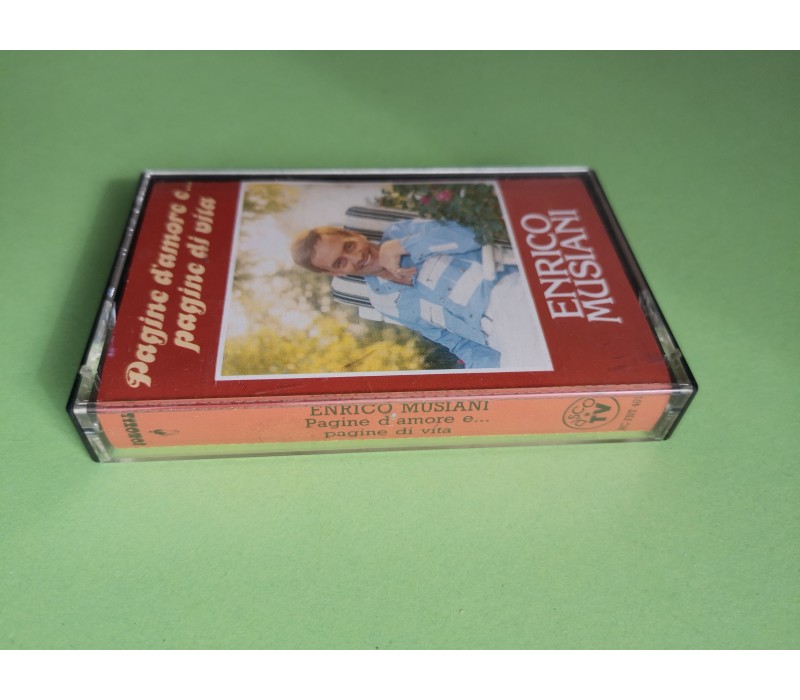 Pagine d'amore e...
pagine di vita
ENRICO
MUSIANI
ENRICO MUSIANI
Pagine d'amore e...
pagine di vita
DISCO
TV